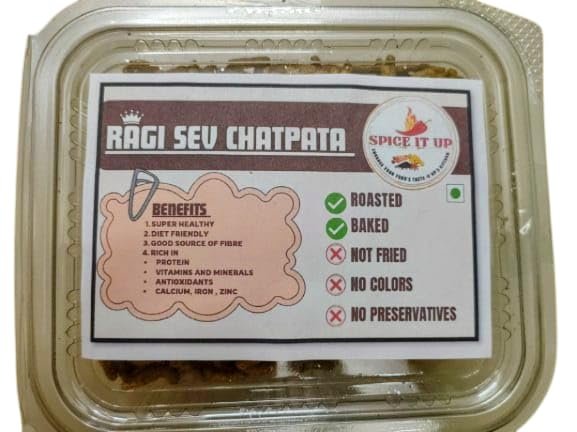 RAGI SEV CHATPATA
SPICE IT UP
BENEFITS
1. SUPER HEALTHY
2. DIET FRIENDLY
3. GOOD SOURCE OF FIBRE
4. RICH IN
• PROTEIN
• VITAMINS AND MINERALS
• ANTIOXIDANTS
• CALCIUM, IRON , ZINC
ROASTED
BAKED
NOT FRIED
NO COLORS
NO PRESERVATIVES